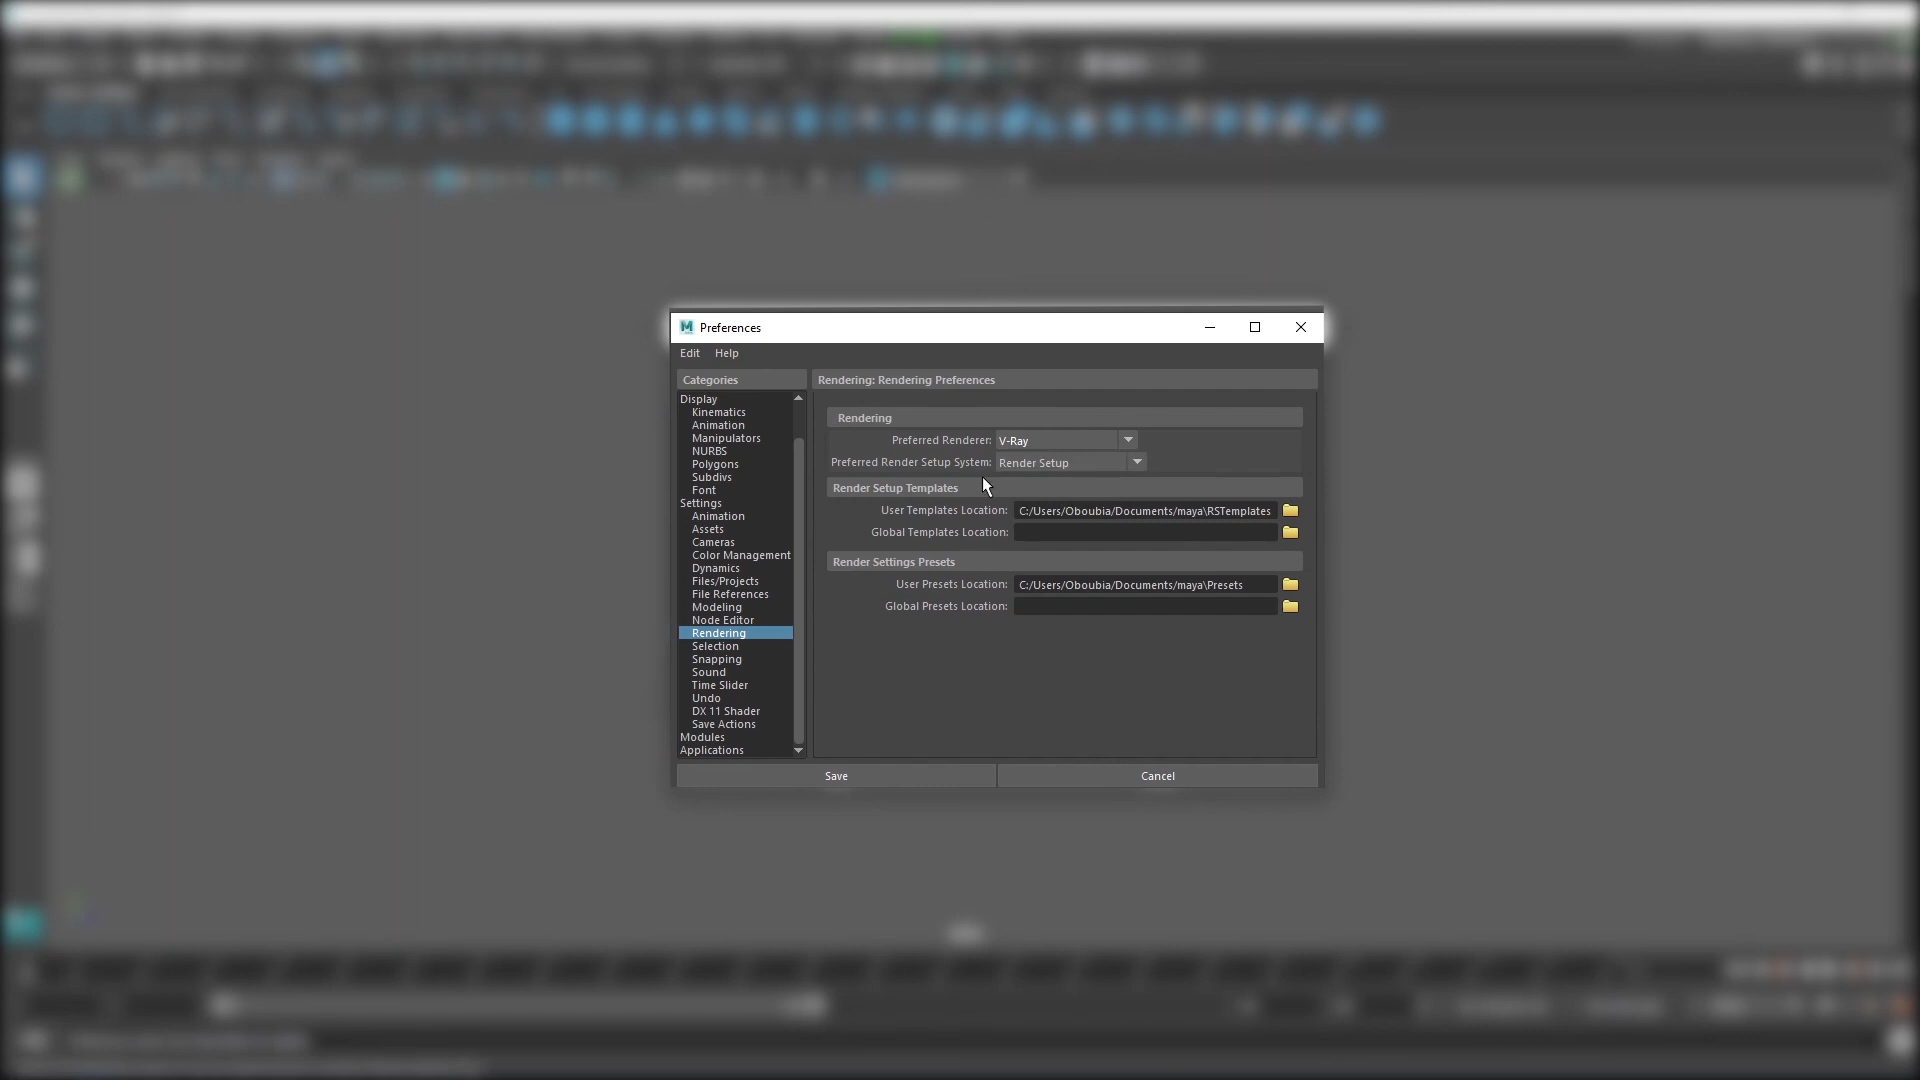 M Preferences
Edit Help
Categories
Display
Kinematics
Animation
Manipulators
NURBS
Polygons
Subdivs
Font
Settings
Animation
Assets
Cameras
Color Management
Dynamics
Files/Projects
File References
Modeling
Node Editor
Rendering
Selection
Snapping
Sound
Time Slider
Undo
DX 11 Shader
Save Actions
Modules
Applications
Rendering: Rendering Preferences
Rendering
Preferred Renderer: V-Ray
Preferred Render Setup System: Render Setup
Render Setup Templates
User Templates Location: C:/Users/Oboubia/Documents/maya\RSTemplates
Global Templates Location:
Render Settings Presets
User Presets Location: C:/Users/Oboubia/Documents/maya\Presets
Global Presets Location:
Save Cancel